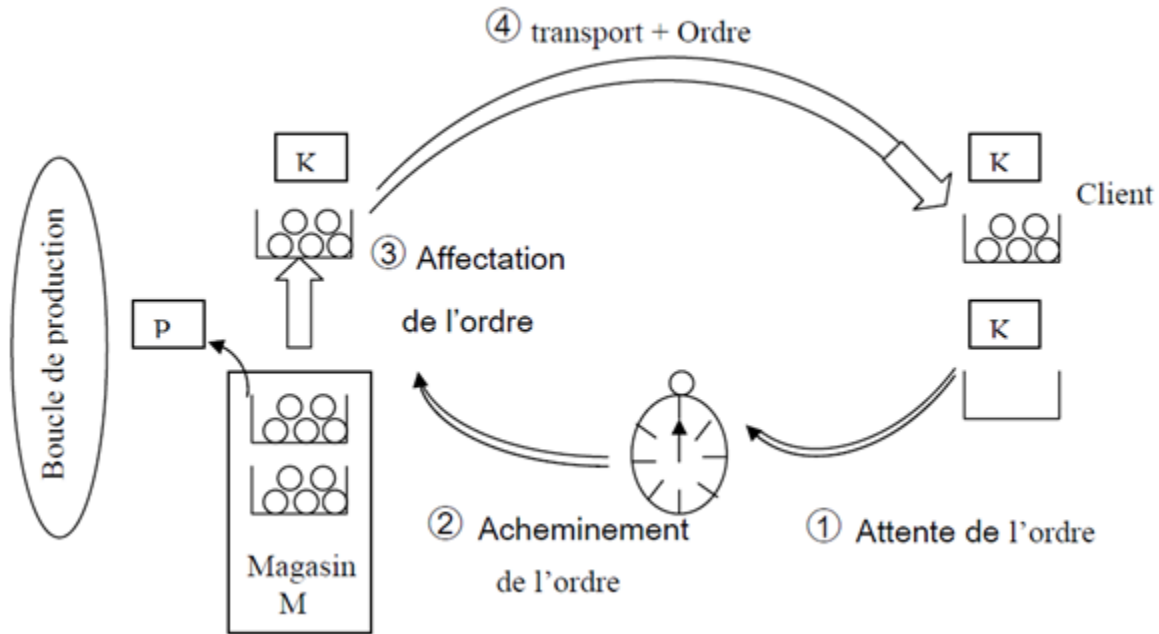 ④ transport + Ordre
K
K
Client
③ Affectation
de l'ordre
Boucle de production
P
K
Magasin
M
② Acheminement
de l'ordre
① Attente de l'ordre